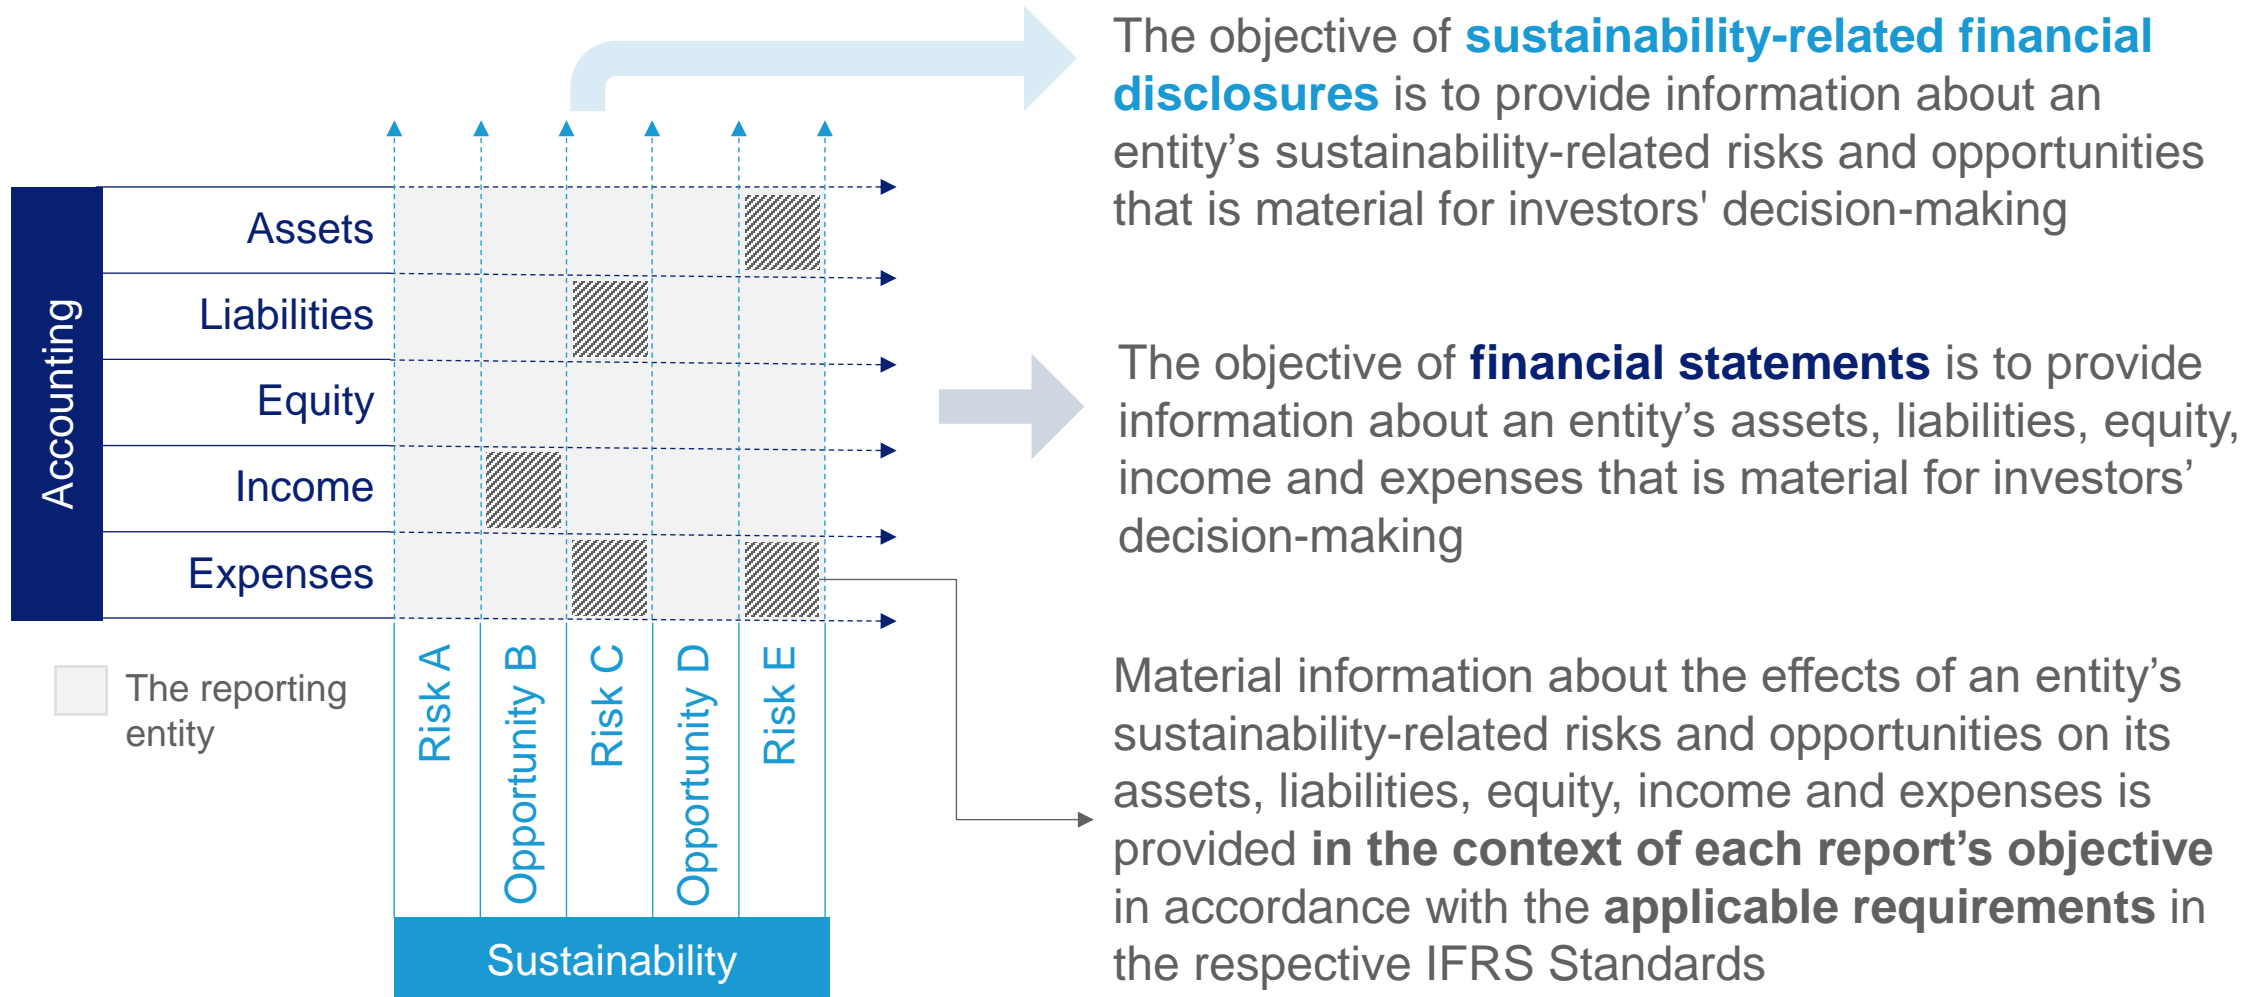 The objective of sustainability-related financial
disclosures is to provide information about an
entity’s sustainability-related risks and opportunities
that is material for investors' decision-making
Accounting
Assets
Liabilities
Equity
Income
Expenses
The objective of financial statements is to provide
information about an entity’s assets, liabilities, equity,
income and expenses that is material for investors’
decision-making
The reporting
entity
Risk A
Opportunity B
Risk C
Opportunity D
Risk E
Sustainability
Material information about the effects of an entity’s
sustainability-related risks and opportunities on its
assets, liabilities, equity, income and expenses is
provided in the context of each report’s objective
in accordance with the applicable requirements in
the respective IFRS Standards